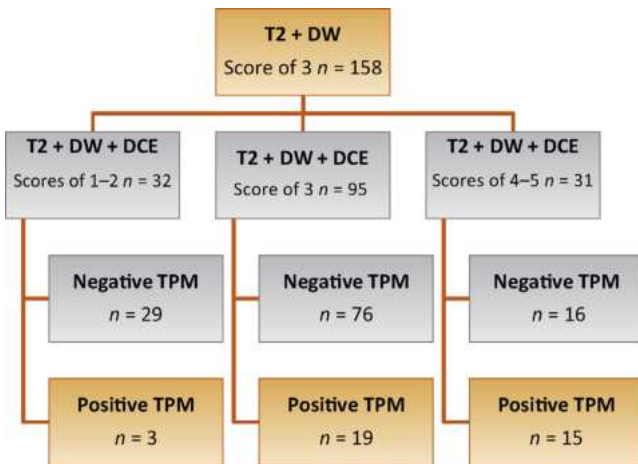 T2 + DW
Score of 3 n = 158
T2 + DW + DCE
Scores of 1–2 n = 32
T2 + DW + DCE
Score of 3 n = 95
T2 + DW + DCE
Scores of 4–5 n = 31
Negative TPM
n = 29
Negative TPM
n = 76
Negative TPM
n = 16
Positive TPM
n = 3
Positive TPM
n = 19
Positive TPM
n = 15